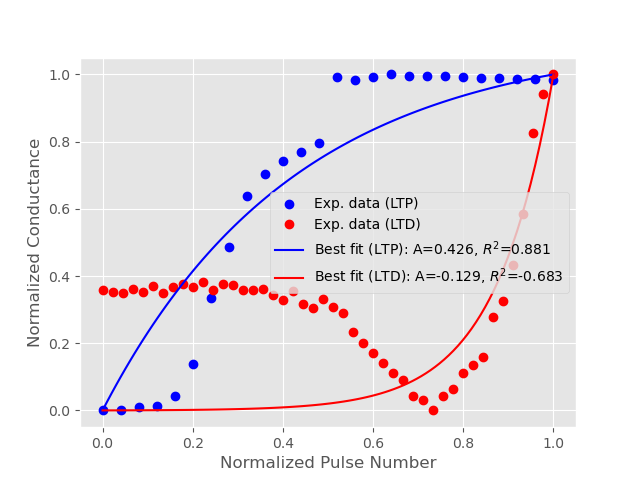 1.0
0.8
0.6
0.4
0.2
0.0
Normalized Conductance
Exp. data (LTP)
Exp. data (LTD)
Best fit (LTP): A=0.426, R²=0.881
Best fit (LTD): A=-0.129, R²=-0.683
0.0 0.2 0.4 0.6 0.8 1.0
Normalized Pulse Number